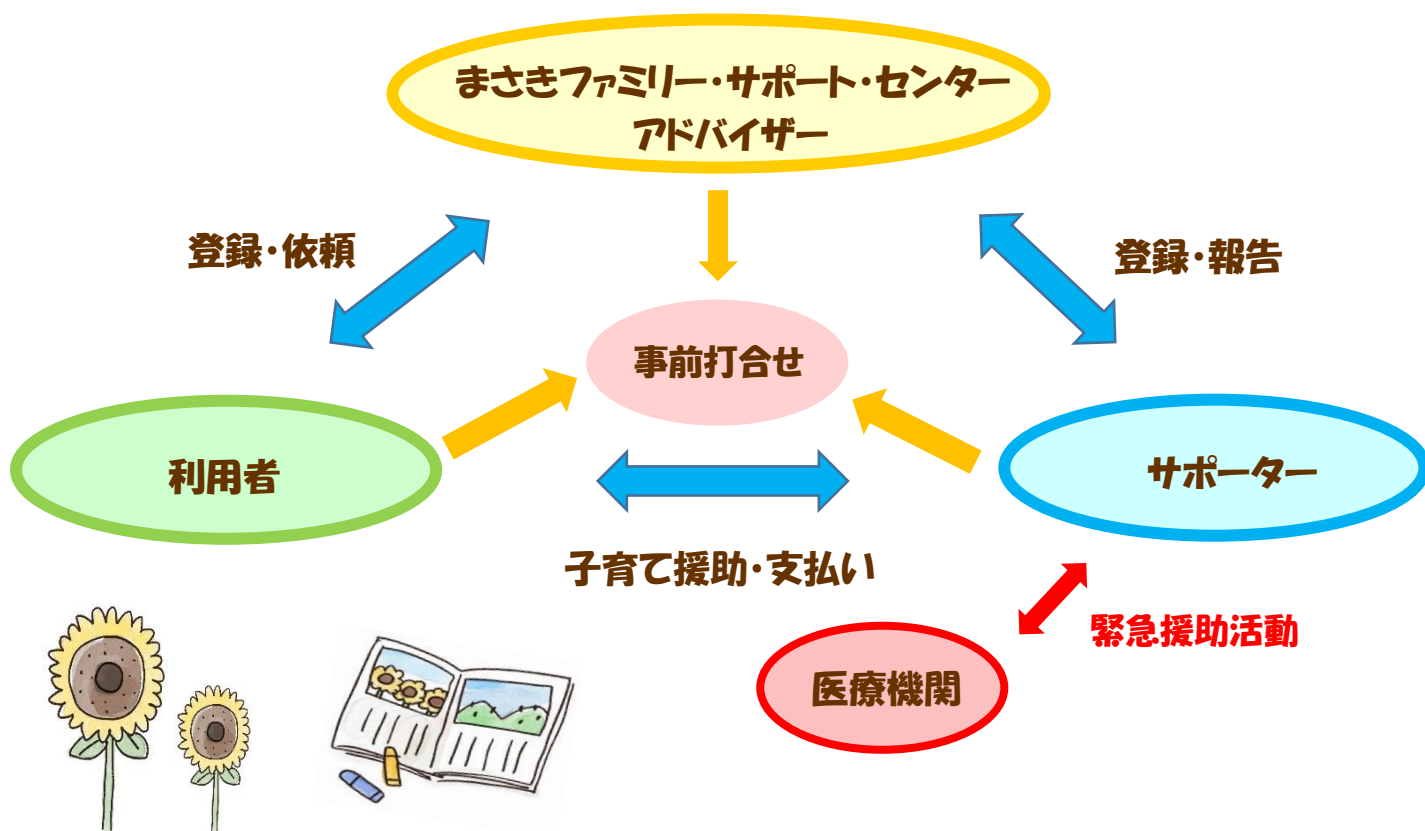 まさきファミリー・サポート・センター
アドバイザー
登録・依頼
登録・報告
事前打合せ
利用者
サポーター
子育て援助・支払い
緊急援助活動
医療機関